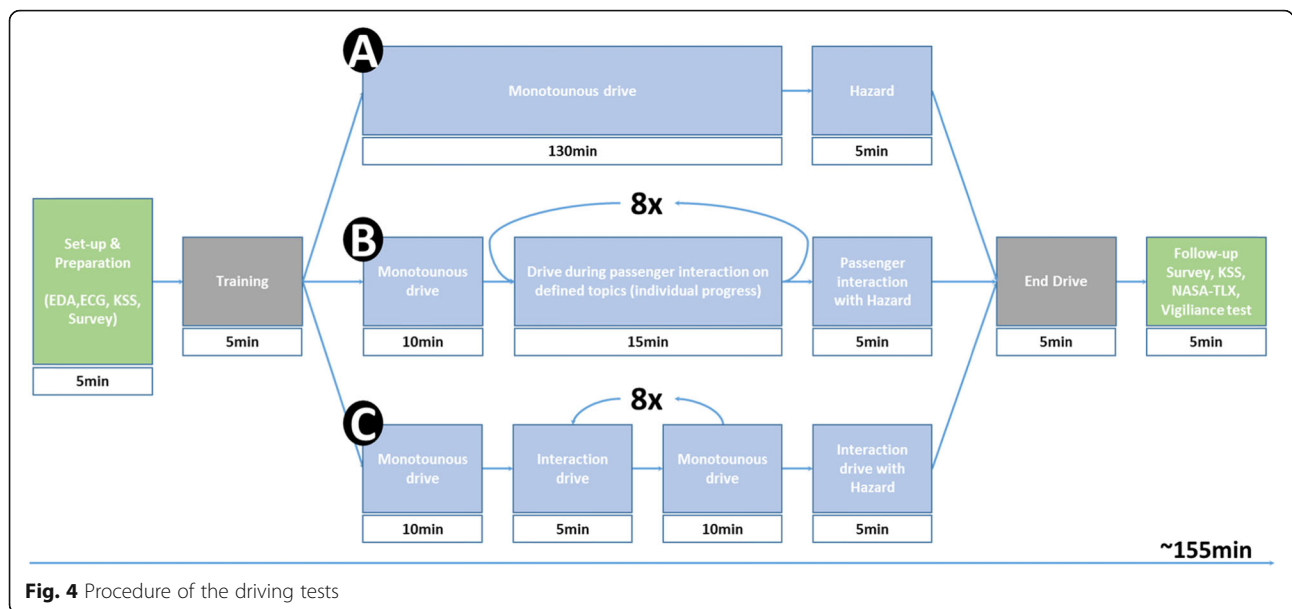 A
Monotounous drive
130min
Hazard
5min
Set-up &
Preparation
(EDA,ECG, KSS,
Survey)
5min
Training
5min
B
8x
Monotounous
drive
10min
Drive during passenger interaction on
defined topics (individual progress)
15min
Passenger
interaction
with Hazard
5min
End Drive
5min
Follow-up
Survey, KSS,
NASA-TLX,
Vigiliance test
5min
C
8x
Monotounous
drive
10min
Interaction
drive
5min
Monotounous
drive
10min
Interaction
drive with
Hazard
5min
~155min
Fig. 4 Procedure of the driving tests